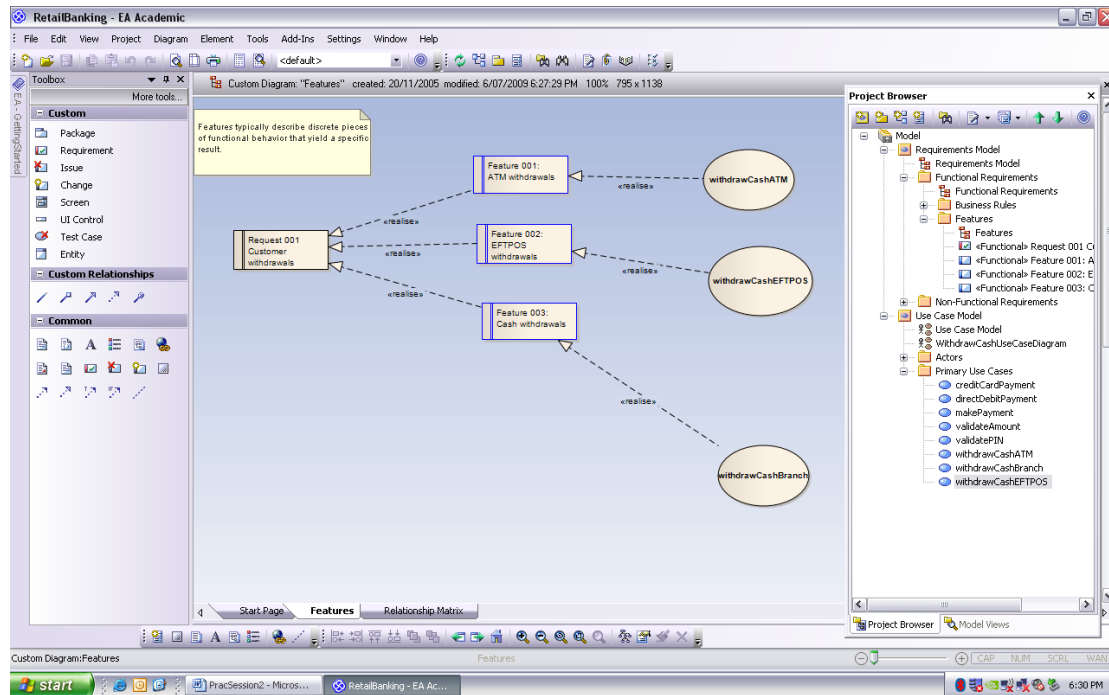 RetailBanking - EA Academic
File Edit View Project Diagram Element Tools Add-Ins Settings Window Help
<default>
Toolbox
More tools...
Custom
Package
Requirement
Issue
Change
Screen
UI Control
Test Case
Entity
Custom Relationships
Common
EA - GettingStarted
Custom Diagram: "Features" created: 20/11/2005 modified: 6/07/2009 6:27:29 PM 100% 795 x 1138
Features typically describe discrete pieces
of functional behavior that yield a specific
result.
Request 001
Customer
withdrawals
«realise»
«realise»
«realise»
Feature 001:
ATM withdrawals
Feature 002:
EFTPOS
withdrawals
Feature 003:
Cash withdrawals
«realise»
«realise»
«realise»
withdrawCashATM
withdrawCashEFTPOS
withdrawCashBranch
Start Page Features Relationship Matrix
Project Browser
Model
Requirements Model
Requirements Model
Functional Requirements
Functional Requirements
Business Rules
Features
Features
«Functional» Request 001 Cu
«Functional» Feature 001: A
«Functional» Feature 002: E
«Functional» Feature 003: C
Non-Functional Requirements
Use Case Model
Use Case Model
WithdrawCashUseCaseDiagram
Actors
Primary Use Cases
creditCardPayment
directDebitPayment
makePayment
validateAmount
validatePIN
withdrawCashATM
withdrawCashBranch
withdrawCashEFTPOS
Project Browser Model Views
Custom Diagram:Features
Features
CAP NUM SCRL WAN
start
PracSession2 - Micros...
RetailBanking - EA Ac...
6:30 PM